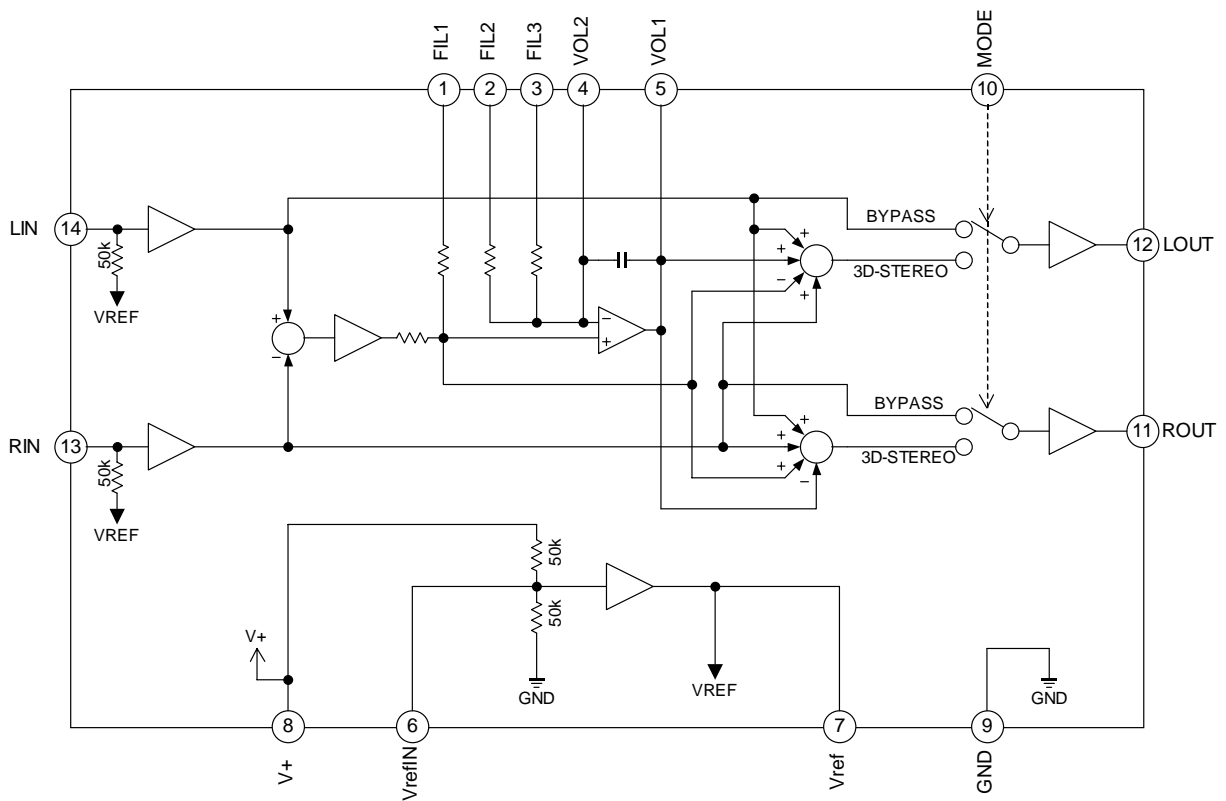 FIL1
FIL2
FIL3
VOL2
VOL1
MODE
1
2
3
4
5
10
LIN
14
50k
VREF
BYPASS
+
+
−
+
3D-STEREO
12
LOUT
+
−
−
+
RIN
13
50k
VREF
BYPASS
+
+
+
−
3D-STEREO
11
ROUT
50k
50k
V+
GND
VREF
GND
8
6
7
9
V+
VrefIN
Vref
GND